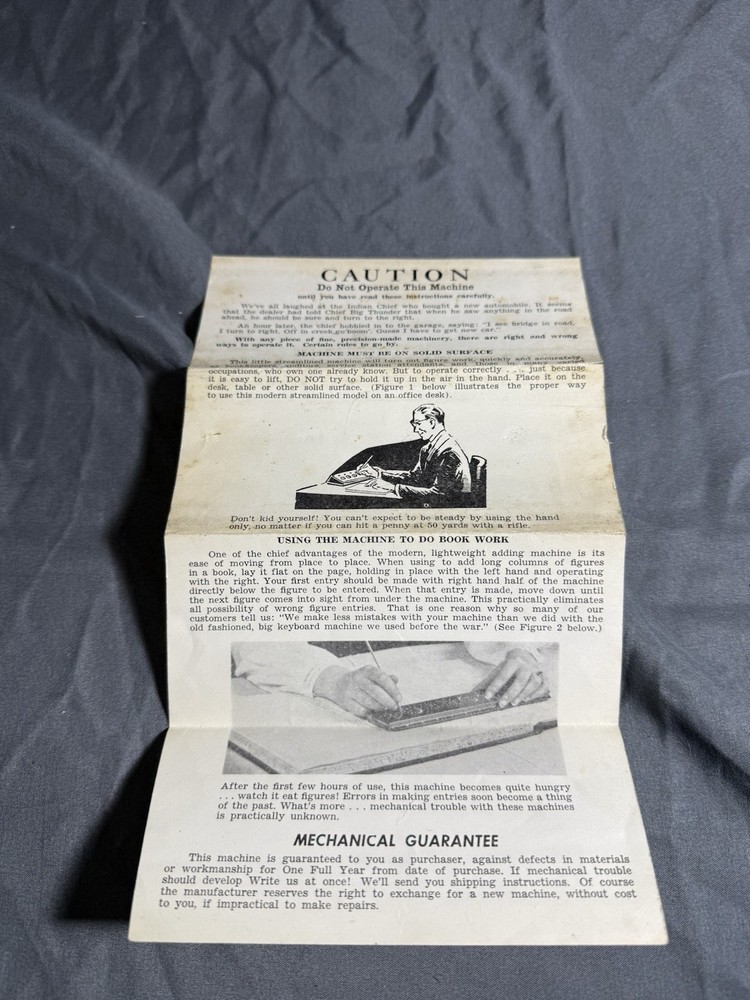 CAUTION
Do Not Operate This Machine
until you have read these instructions carefully.
We've all laughed at the Indian Chief who bought a new automobile. It seems
that the dealer had told Chief Big Thunder that when he saw anything in the road
ahead, he should be sure and turn to the right.
An hour later, the chief hobbled in to the garage, saying: "I see bridge in road,
I turn to right. Off in creek, go 'boom'. Guess I have to get new car."
With any piece of fine, precision-made machinery, there are right and wrong
ways to operate it. Certain rules to go by.
MACHINE MUST BE ON SOLID SURFACE
This little streamlined machine will turn out figure work, quickly and accurately,
as bookkeepers, auditors, service station attendants, and men in many varied
occupations, who own one already know. But to operate correctly . . . just because
it is easy to lift, DO NOT try to hold it up in the air in the hand. Place it on the
desk, table or other solid surface. (Figure 1 below illustrates the proper way
to use this modern streamlined model on an office desk).
Don't kid yourself! You can't expect to be steady by using the hand
only, no matter if you can hit a penny at 50 yards with a rifle.
USING THE MACHINE TO DO BOOK WORK
One of the chief advantages of the modern, lightweight adding machine is its
ease of moving from place to place. When using to add long columns of figures
in a book, lay it flat on the page, holding in place with the left hand and operating
with the right. Your first entry should be made with right hand half of the machine
directly below the figure to be entered. When that entry is made, move down until
the next figure comes into sight from under the machine. This practically eliminates
all possibility of wrong figure entries. That is one reason why so many of our
customers tell us: "We make less mistakes with your machine than we did with the
old fashioned, big keyboard machine we used before the war." (See Figure 2 below.)
After the first few hours of use, this machine becomes quite hungry
. . . watch it eat figures! Errors in making entries soon become a thing
of the past. What's more . . . mechanical trouble with these machines
is practically unknown.
MECHANICAL GUARANTEE
This machine is guaranteed to you as purchaser, against defects in materials
or workmanship for One Full Year from date of purchase. If mechanical trouble
should develop Write us at once! We'll send you shipping instructions. Of course
the manufacturer reserves the right to exchange for a new machine, without cost
to you, if impractical to make repairs.